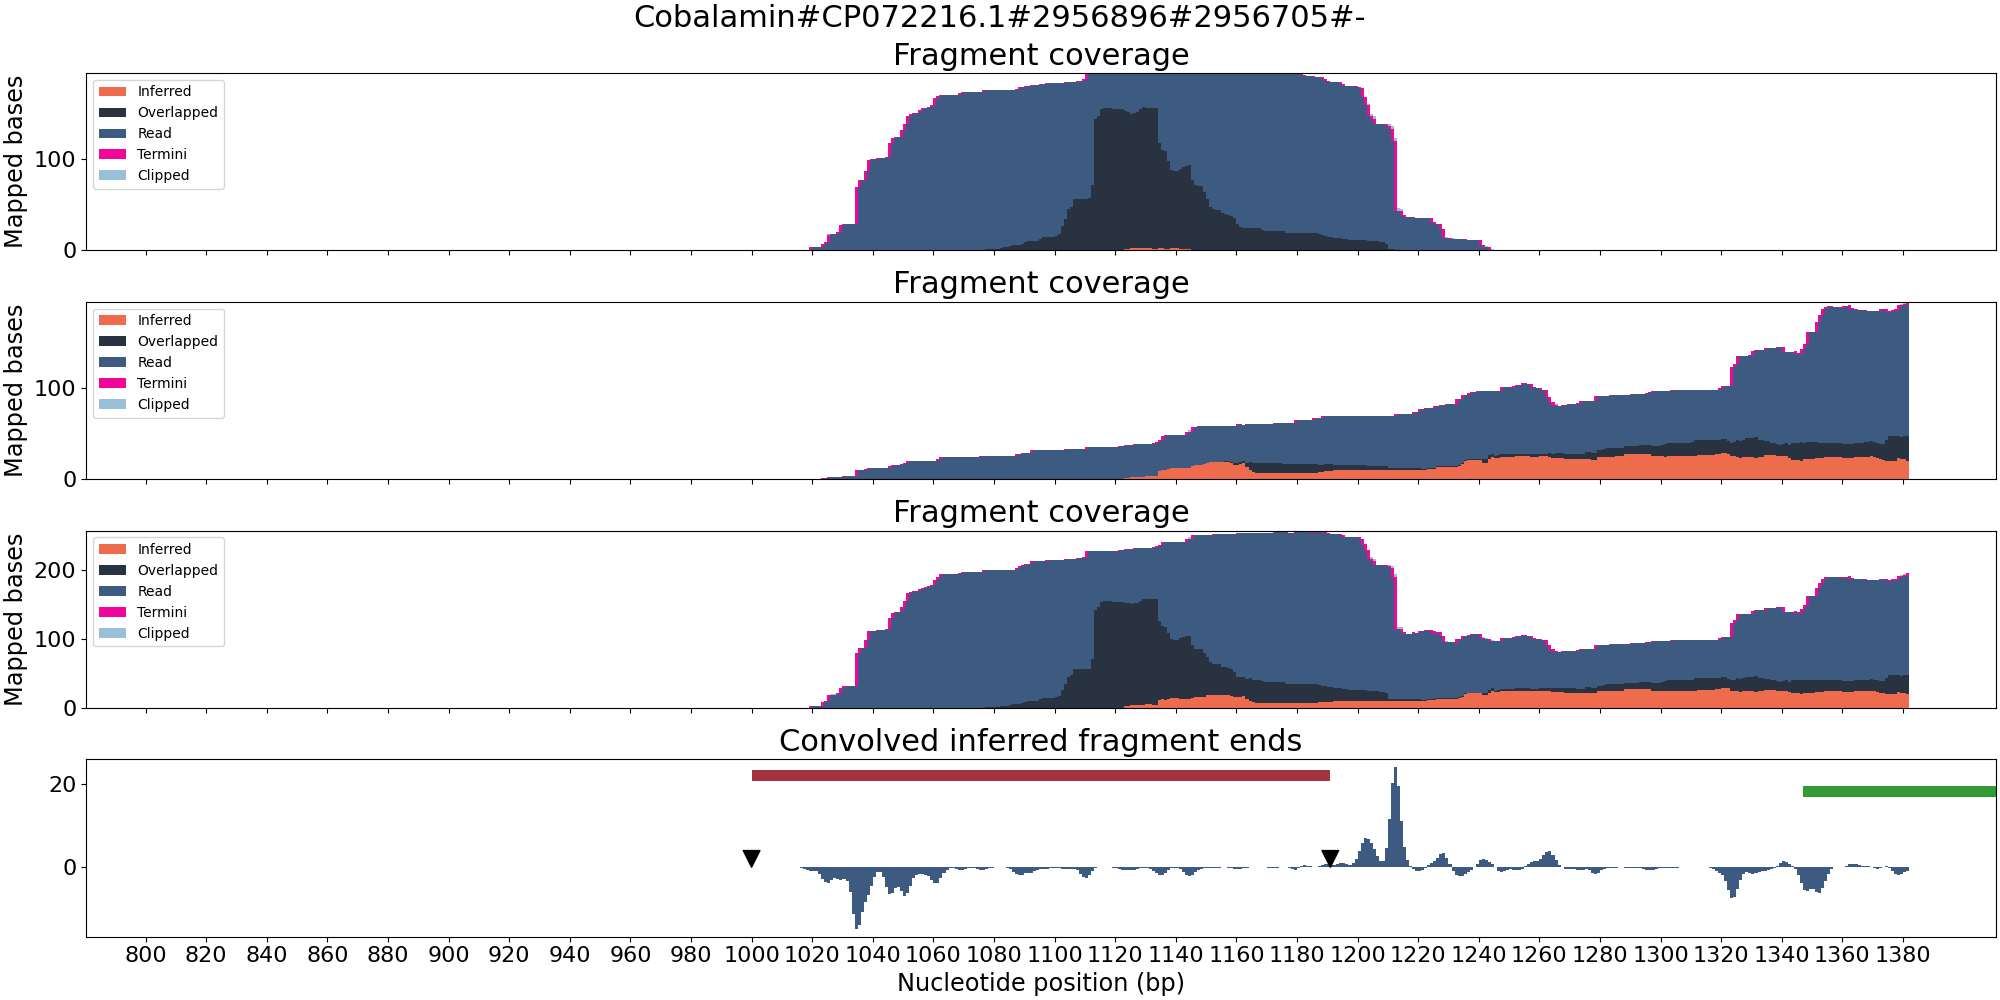 Cobalamin#CP072216.1#2956896#2956705#-
Fragment coverage
Mapped bases
100
0
Inferred
Overlapped
Read
Termini
Clipped
Fragment coverage
Mapped bases
100
0
Inferred
Overlapped
Read
Termini
Clipped
Fragment coverage
Mapped bases
200
100
0
Inferred
Overlapped
Read
Termini
Clipped
Convolved inferred fragment ends
20
0
800 820 840 860 880 900 920 940 960 980 1000 1020 1040 1060 1080 1100 1120 1140 1160 1180 1200 1220 1240 1260 1280 1300 1320 1340 1360 1380
Nucleotide position (bp)